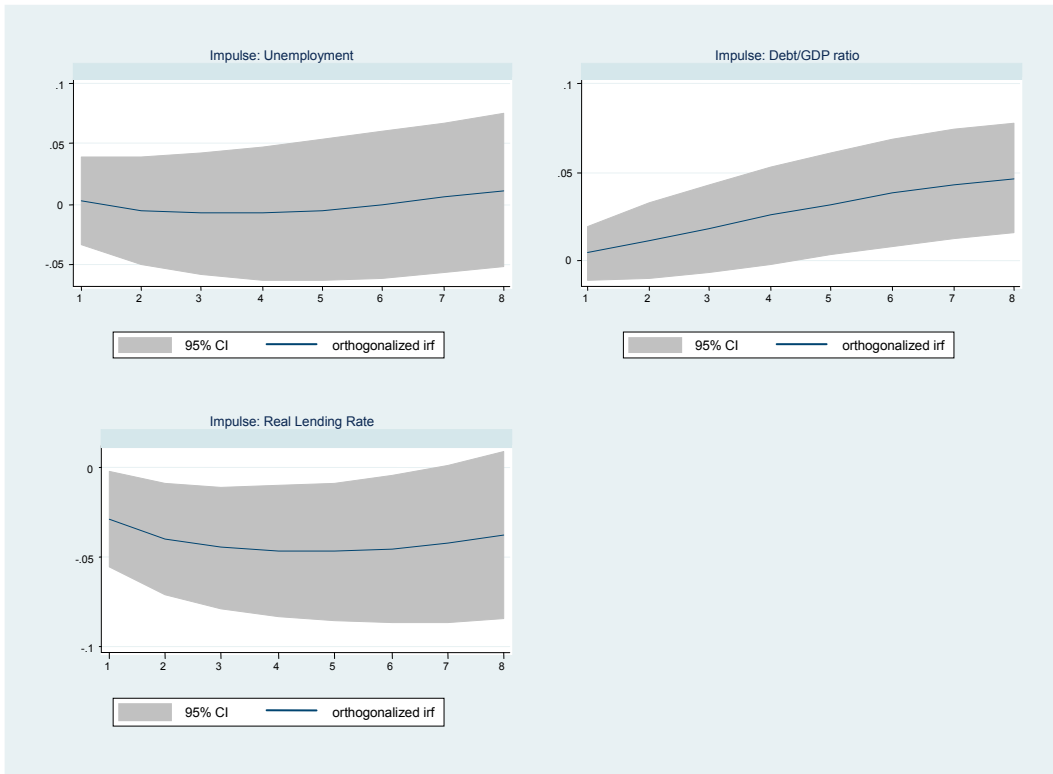 Impulse: Unemployment
.1
.05
0
-.05
1 2 3 4 5 6 7 8
95% CI orthogonalized irf
Impulse: Debt/GDP ratio
.1
.05
0
1 2 3 4 5 6 7 8
95% CI orthogonalized irf
Impulse: Real Lending Rate
0
-.05
-.1
1 2 3 4 5 6 7 8
95% CI orthogonalized irf